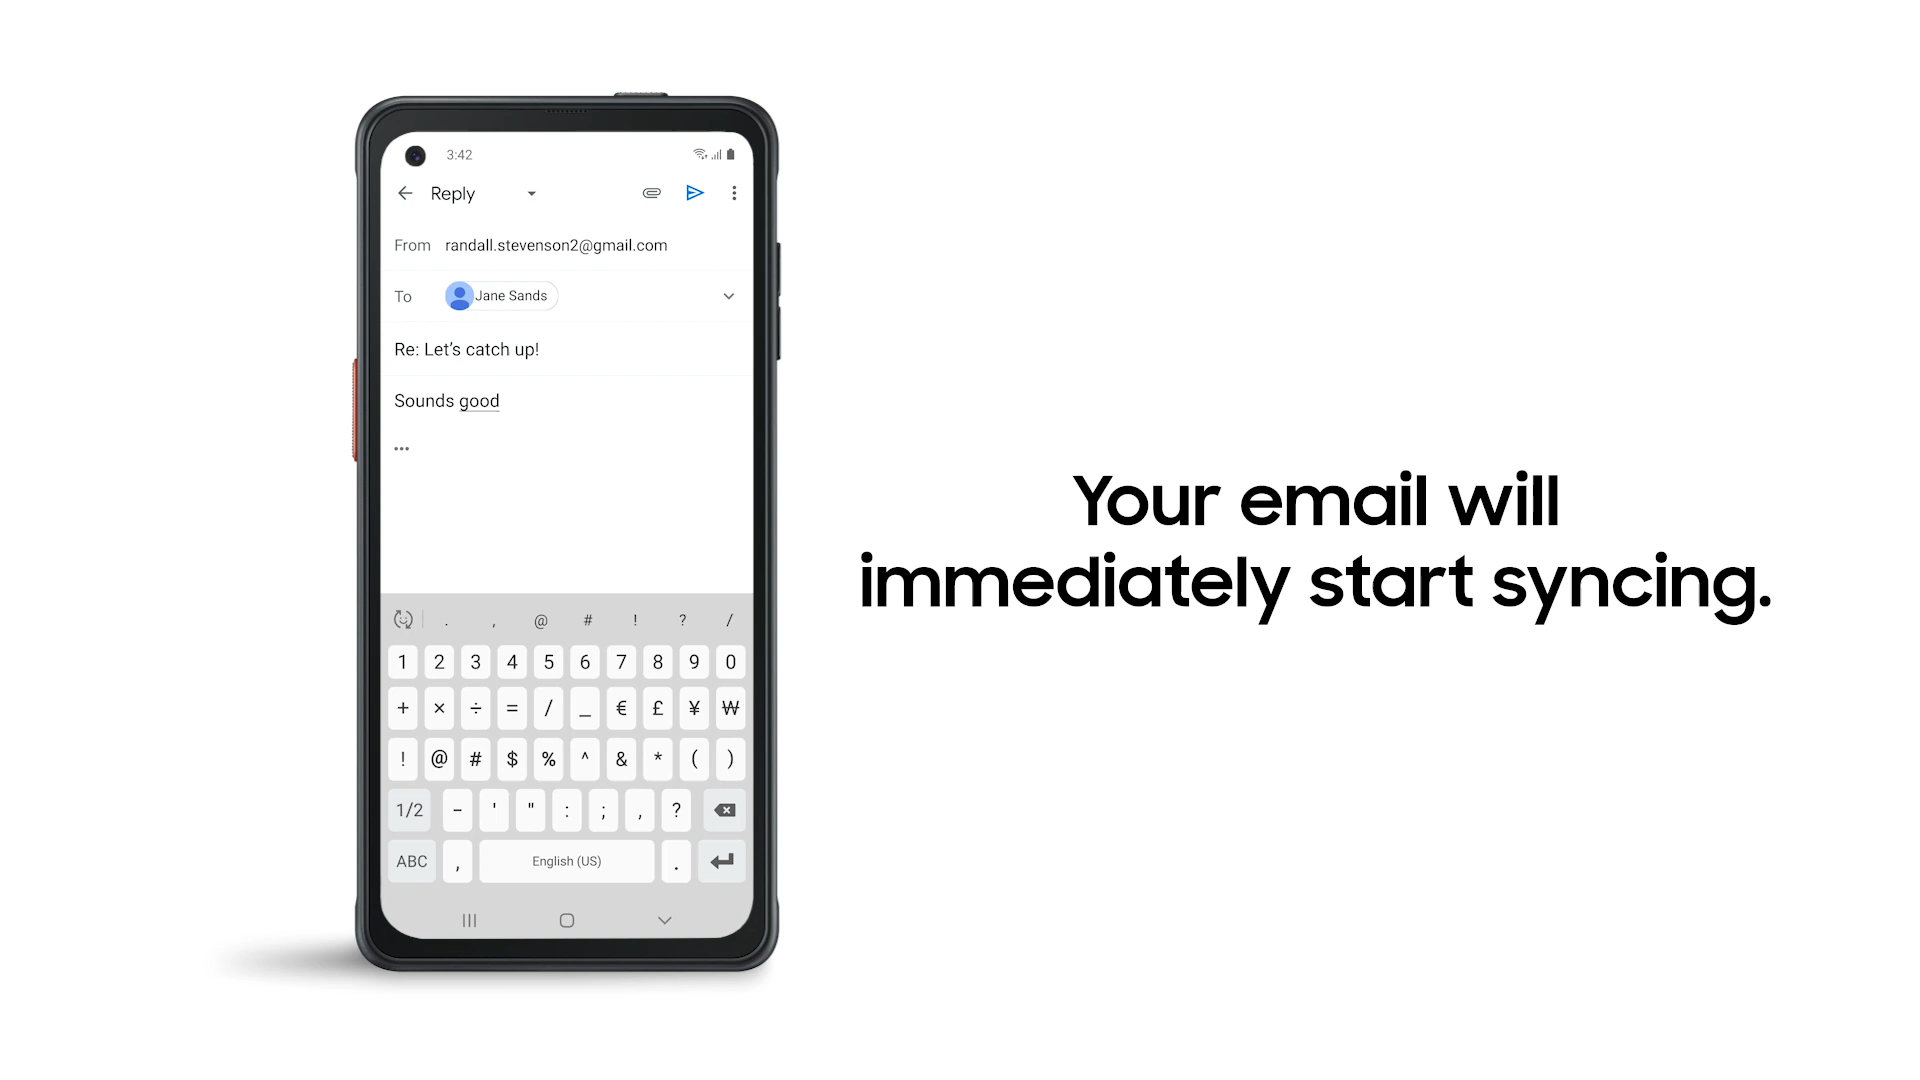 3:42
Reply
From randall.stevenson2@gmail.com
To Jane Sands
Re: Let’s catch up!
Sounds good
...
. , @ # ! ? /
1 2 3 4 5 6 7 8 9 0
+ × ÷ = / _ € £ ¥ ₩
! @ # $ % ^ & * ( )
1/2 - ' " : ; , ?
ABC , English (US) .
Your email will
immediately start syncing.